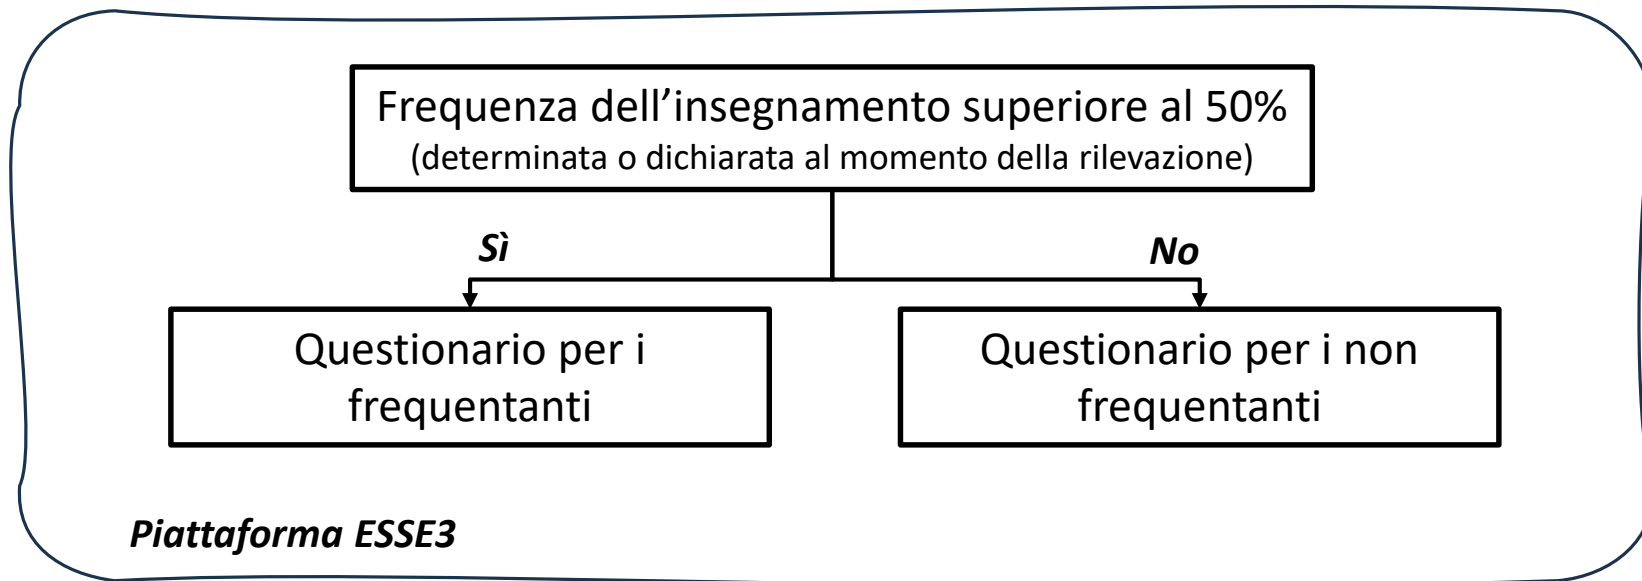 Frequenza dell’insegnamento superiore al 50%
(determinata o dichiarata al momento della rilevazione)
Sì
No
Questionario per i
frequentanti
Questionario per i non
frequentanti
Piattaforma ESSE3